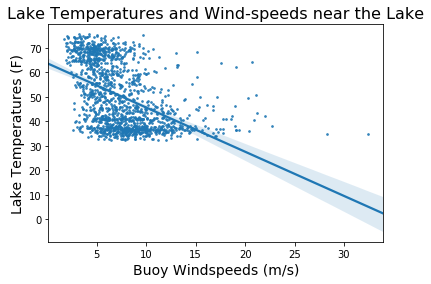 Lake Temperatures and Wind-speeds near the Lake
Lake Temperatures (F)
70
60
50
40
30
20
10
0
5 10 15 20 25 30
Buoy Windspeeds (m/s)